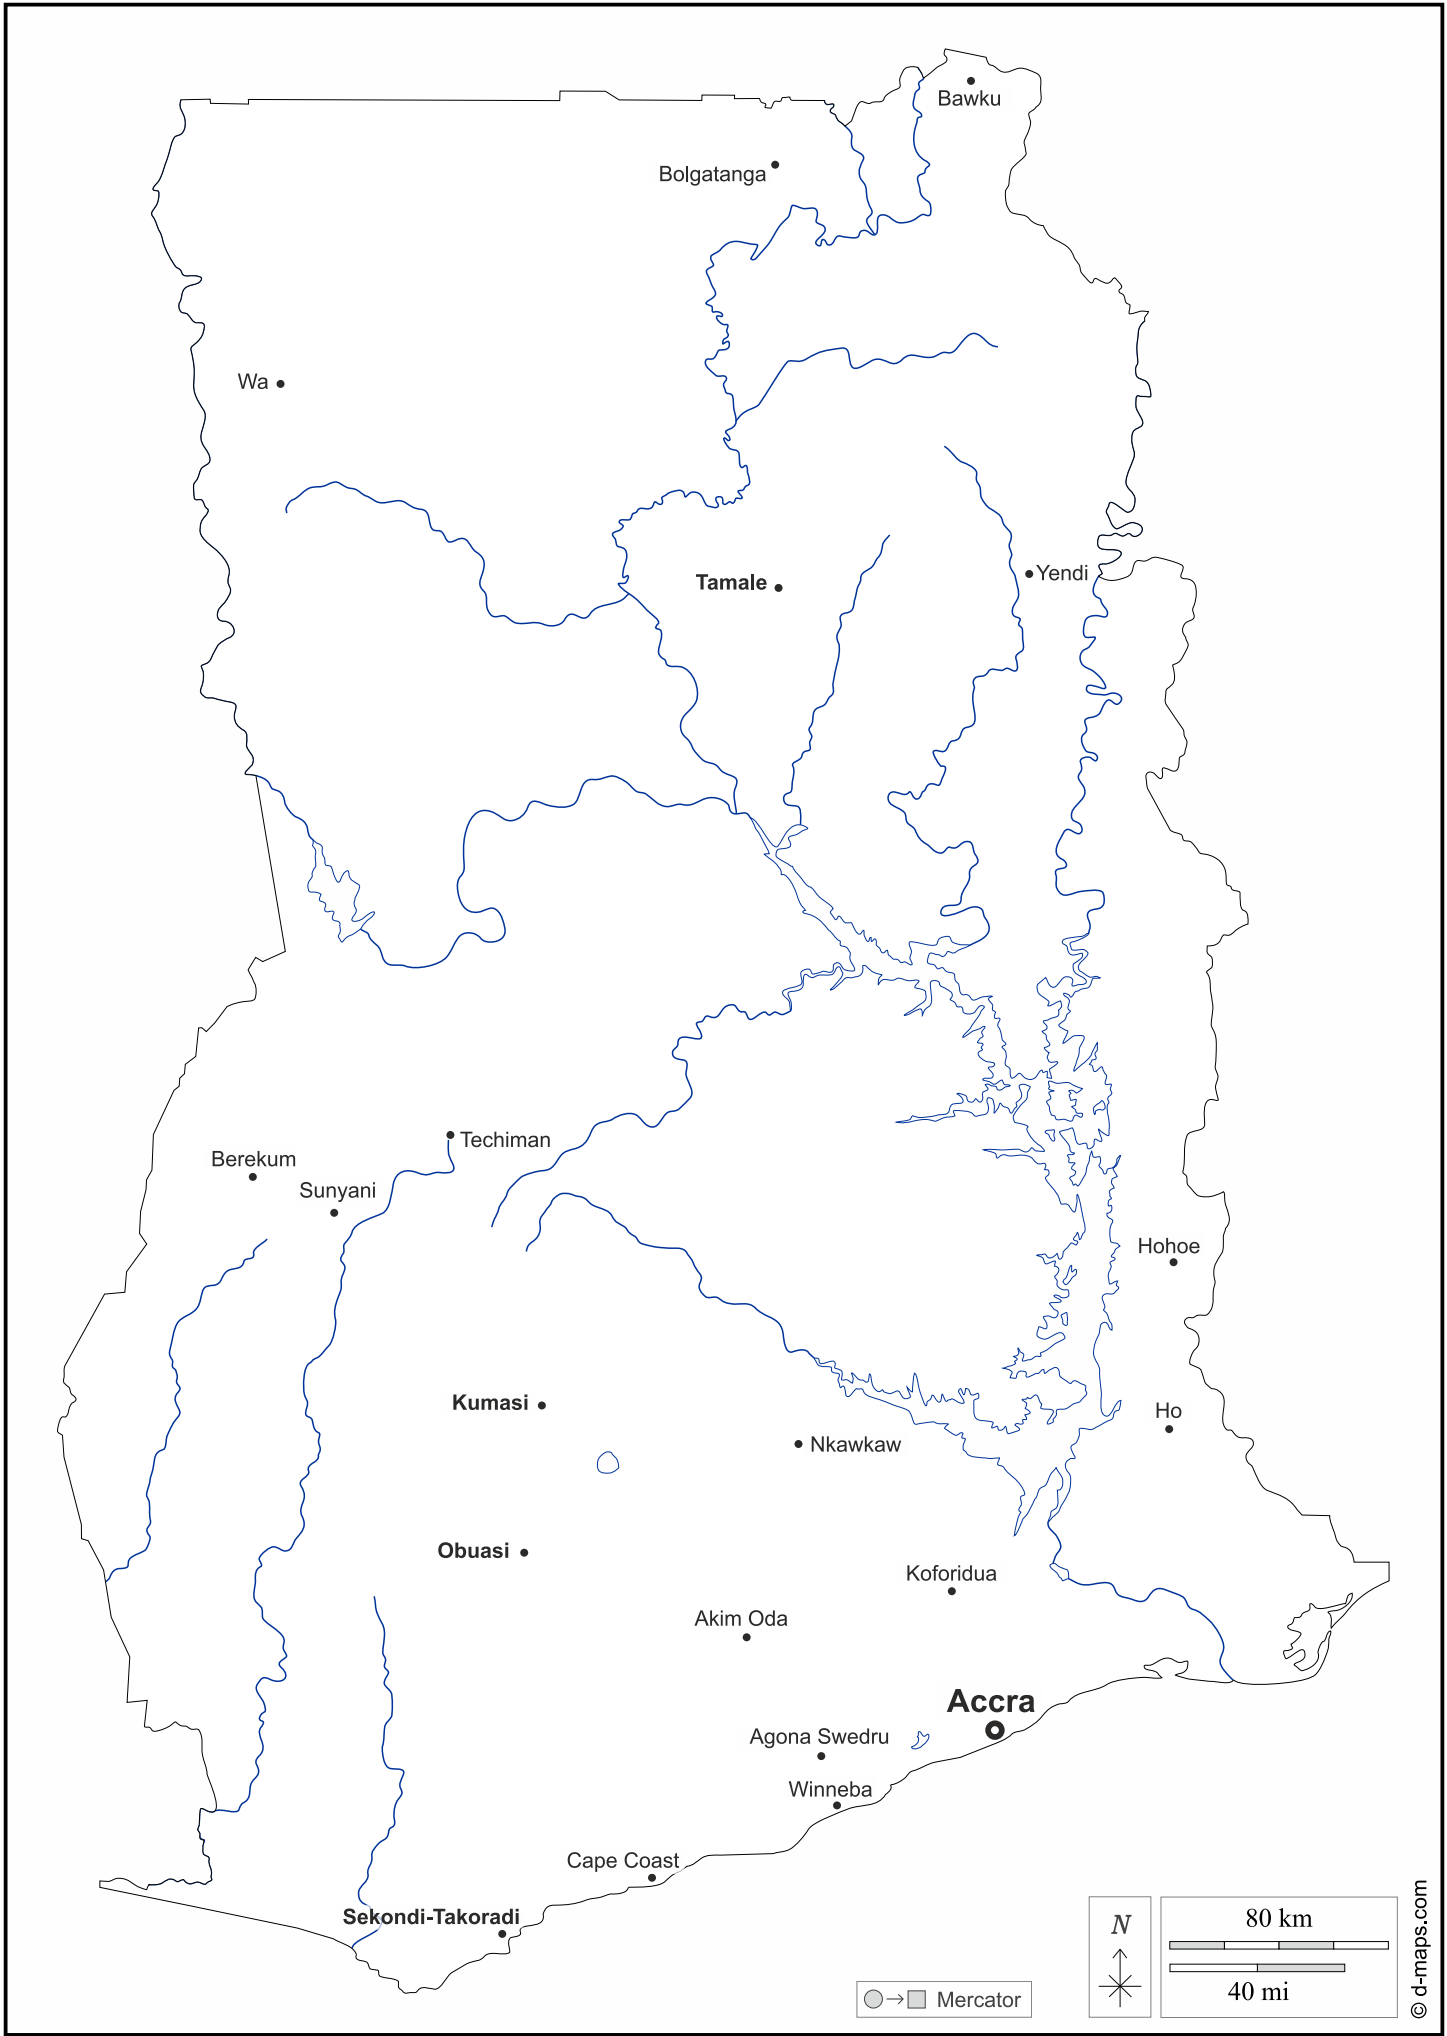 Bawku
Bolgatanga
Wa
Tamale
Yendi
Techiman
Berekum
Sunyani
Hohoe
Kumasi
Ho
Nkawkaw
Obuasi
Koforidua
Akim Oda
Accra
Agona Swedru
Winneba
Cape Coast
Sekondi-Takoradi
N
80 km
40 mi
Mercator
© d-maps.com